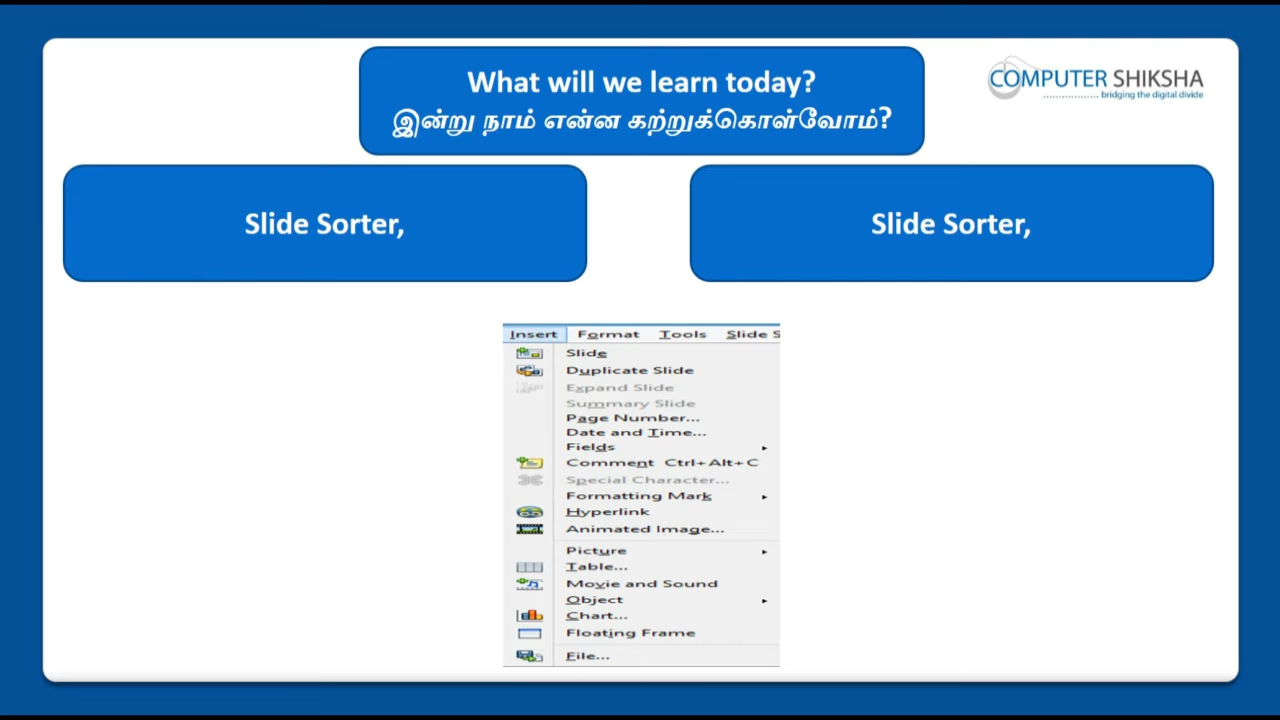 What will we learn today?
இன்று நாம் என்ன கற்றுக்கொள்வோம்?
COMPUTER SHIKSHA
bridging the digital divide
Slide Sorter,
Slide Sorter,
Insert Format Tools Slide S
Slide
Duplicate Slide
Expand Slide
Summary Slide
Page Number...
Date and Time...
Fields
Comment Ctrl+Alt+C
Special Character...
Formatting Mark
Hyperlink
Animated Image...
Picture
Table...
Movie and Sound
Object
Chart...
Floating Frame
File...